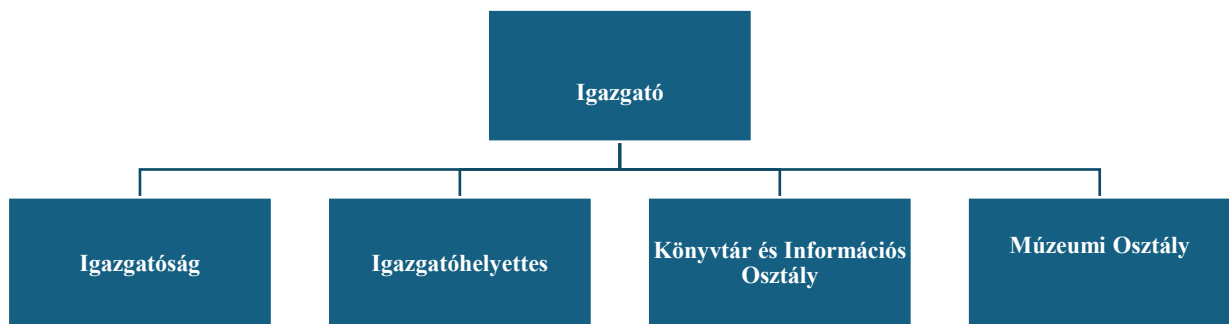 Igazgató
Igazgatóság
Igazgatóhelyettes
Könyvtár és Információs
Osztály
Múzeumi Osztály